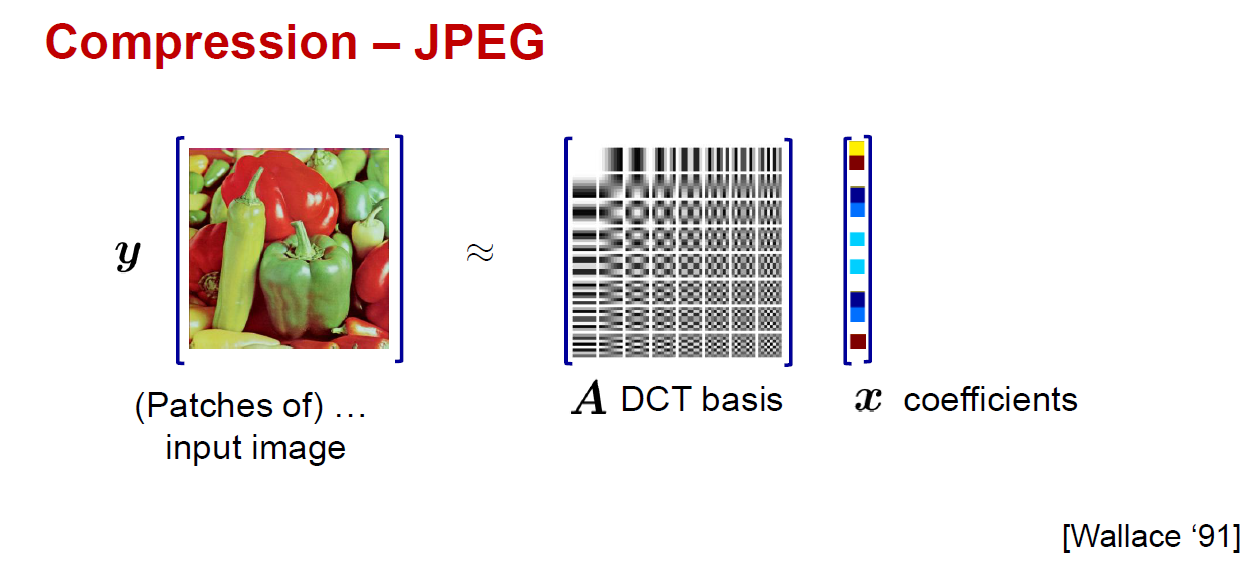 Compression – JPEG
y ≈
(Patches of) …
input image
A DCT basis
x coefficients
[Wallace ‘91]